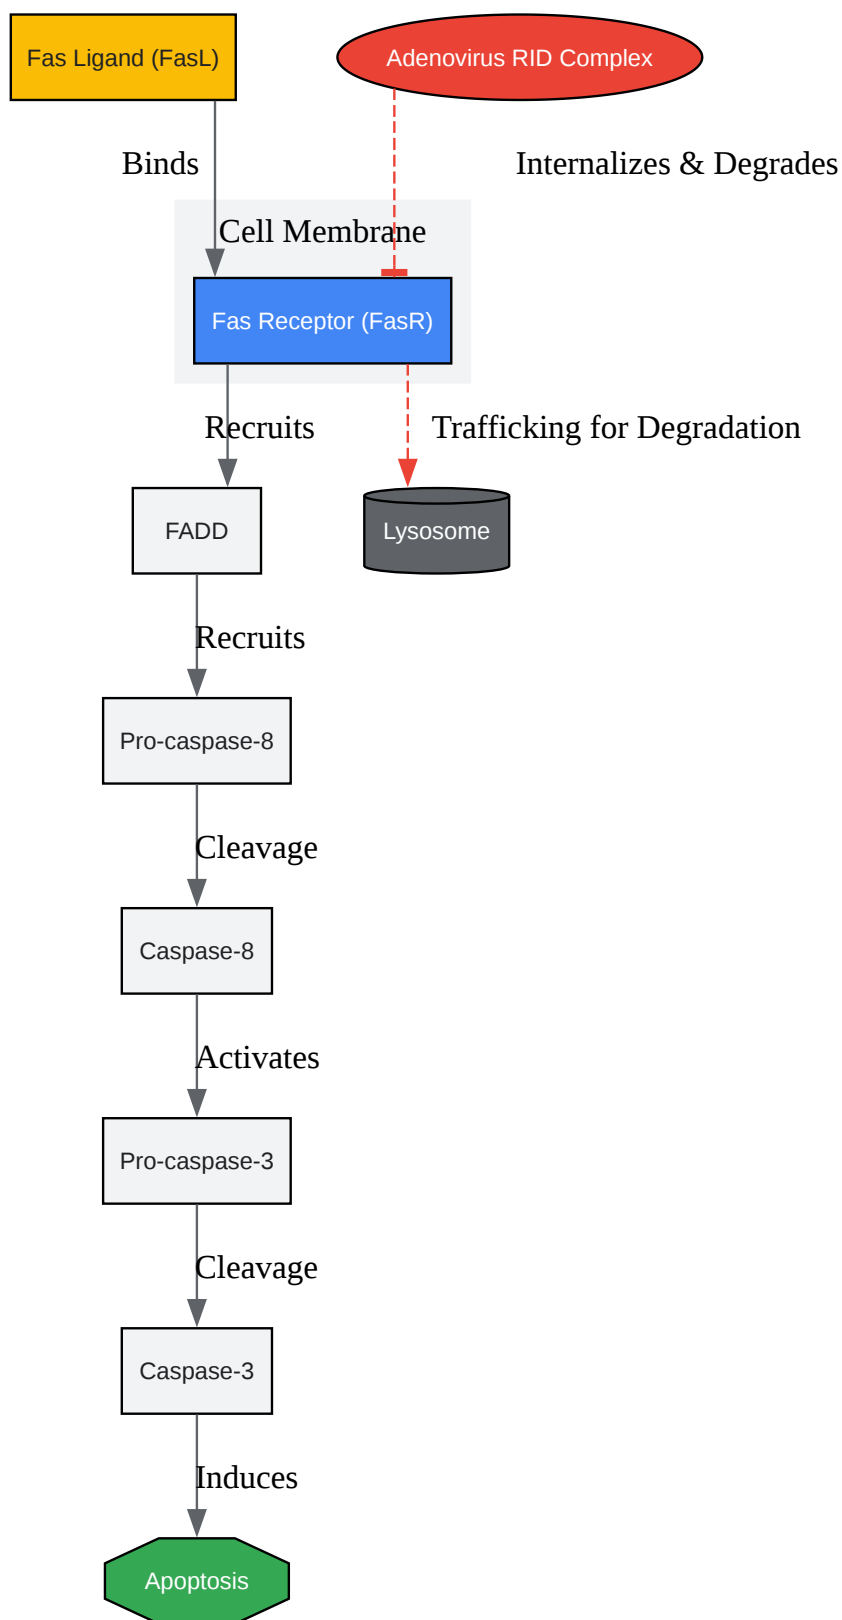 Fas Ligand (FasL)
Adenovirus RID Complex
Binds
Internalizes & Degrades
Cell Membrane
Fas Receptor (FasR)
Recruits
Trafficking for Degradation
FADD
Lysosome
Recruits
Pro-caspase-8
Cleavage
Caspase-8
Activates
Pro-caspase-3
Cleavage
Caspase-3
Induces
Apoptosis